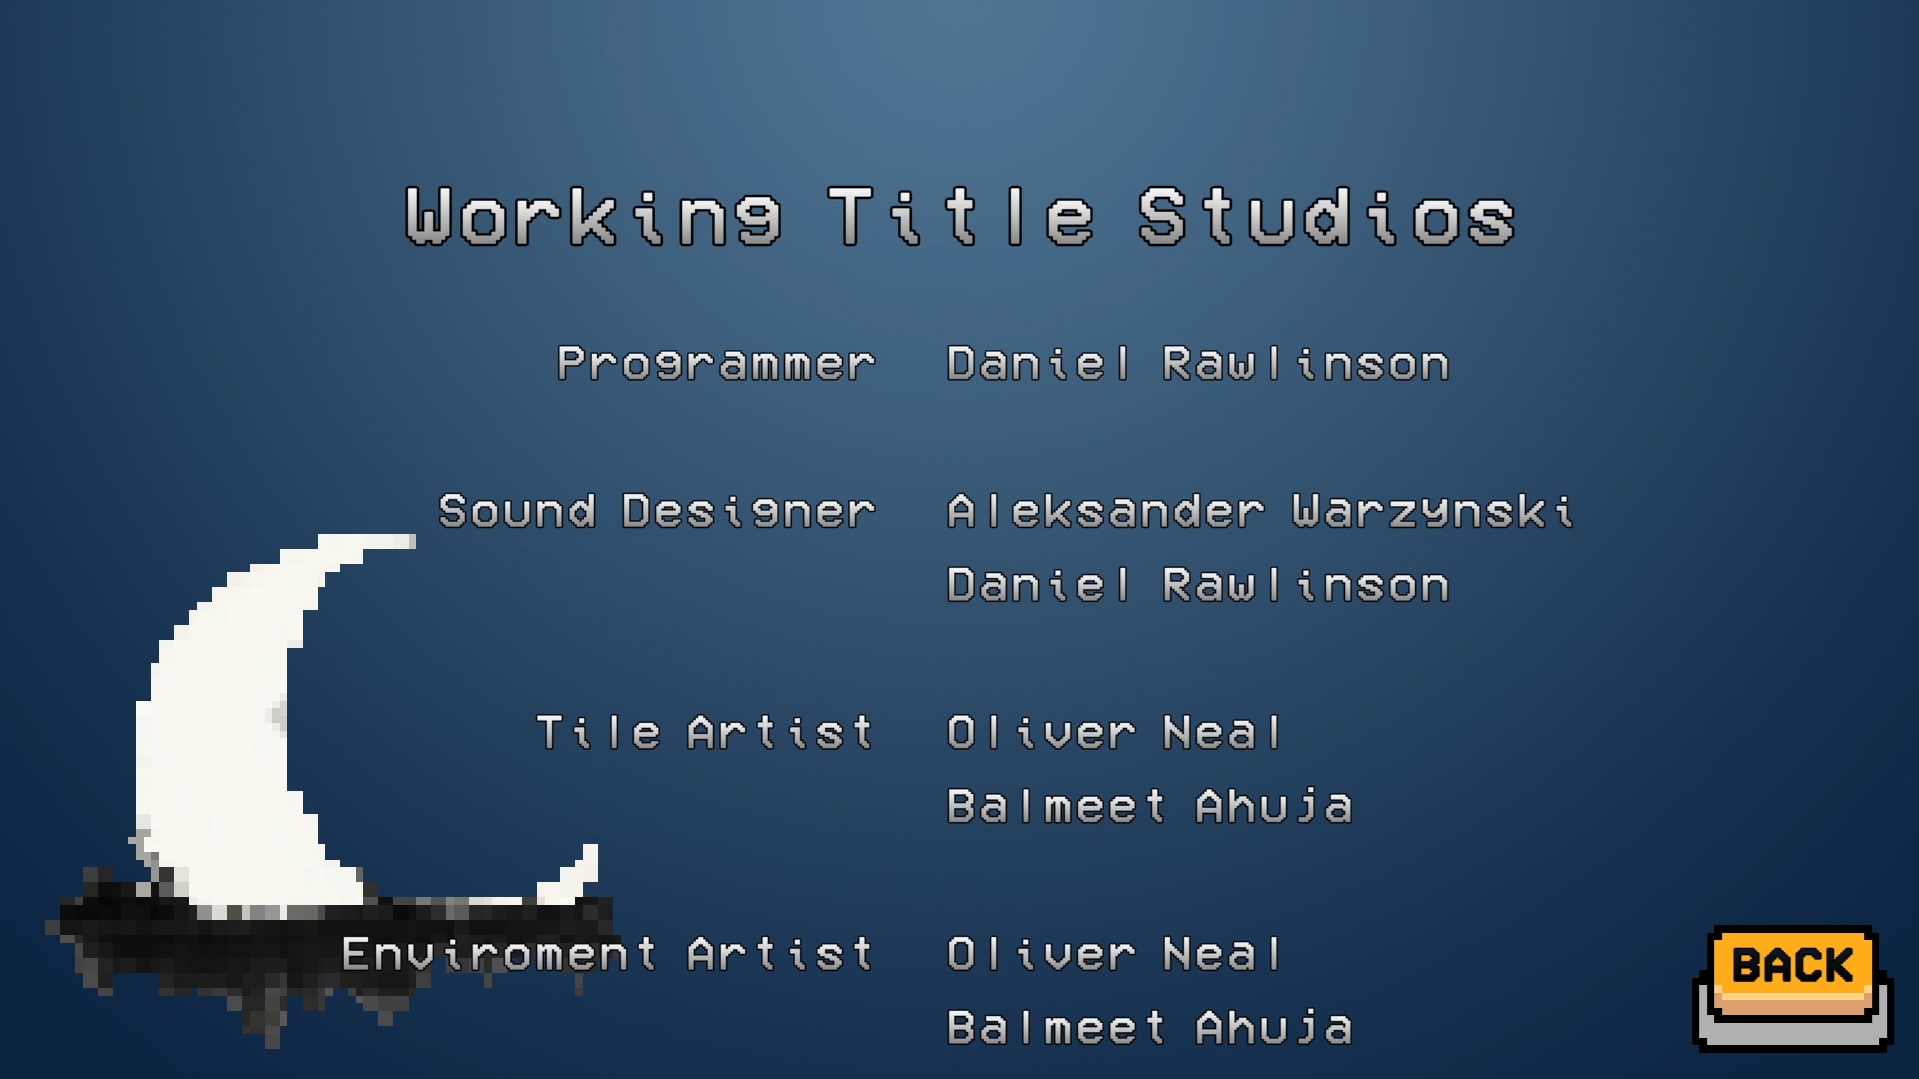 Working Title Studios
Programmer Daniel Rawlinson
Sound Designer Aleksander Warzynski
Daniel Rawlinson
Tile Artist Oliver Neal
Balmeet Ahuja
Enviroment Artist Oliver Neal
Balmeet Ahuja
BACK